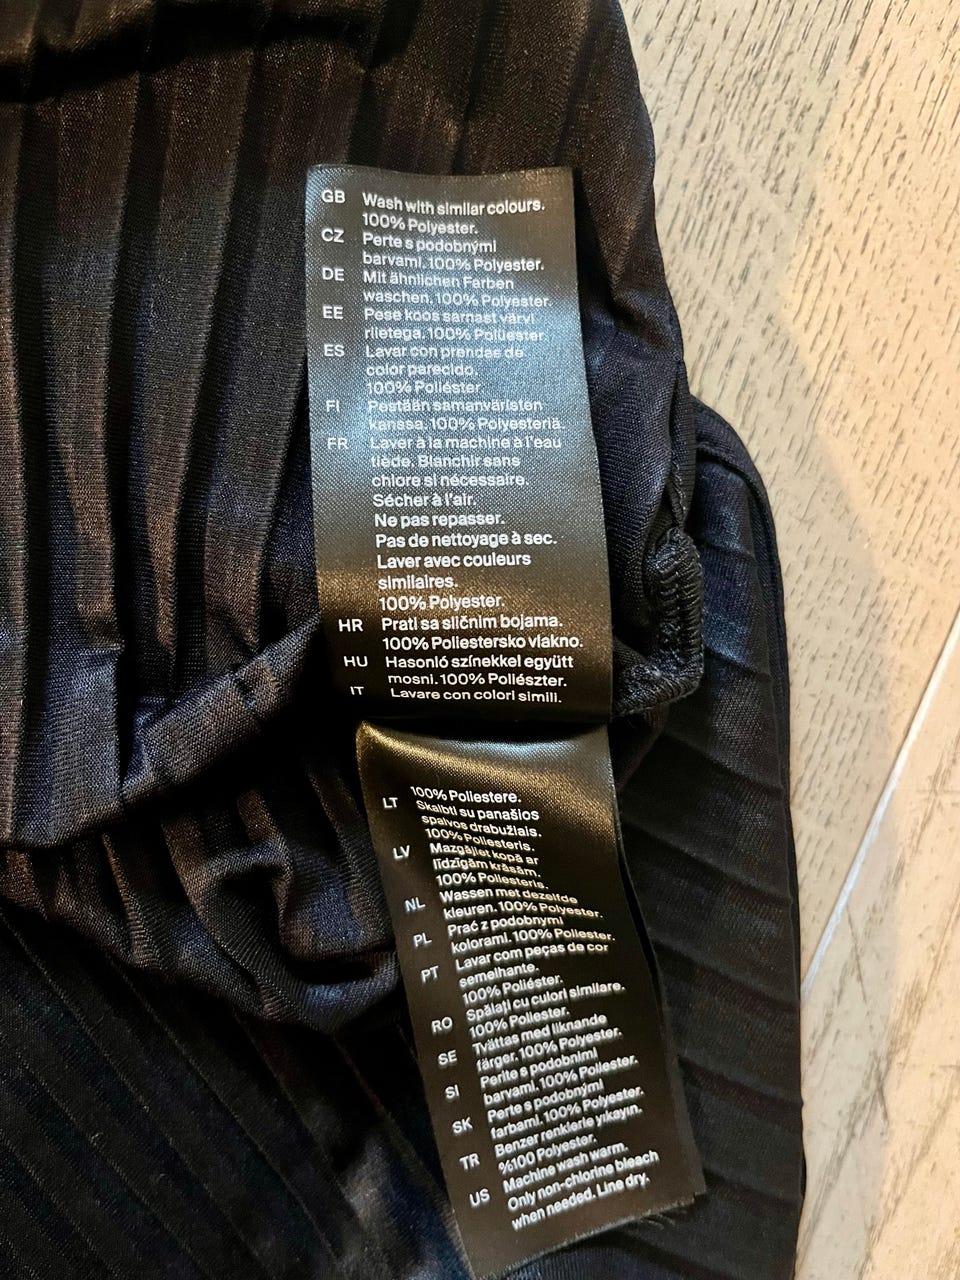 GB Wash with similar colours.
100% Polyester.
CZ Perte s podobnými
barvami. 100% Polyester.
DE Mit ähnlichen Farben
waschen. 100% Polyester.
EE Pese koos sarnast värvi
riietega. 100% Polüester.
ES Lavar con prendas de
color parecido.
100% Poliéster.
FI Pestään samanväristen
kanssa. 100% Polyesteriä.
FR Laver à la machine à l'eau
tiède. Blanchir sans
chlore si nécessaire.
Sécher à l'air.
Ne pas repasser.
Pas de nettoyage à sec.
Laver avec couleurs
similaires.
100% Polyester.
HR Prati sa sličnim bojama.
100% Poliestersko vlakno.
HU Hasonló színekkel együtt
mosni. 100% Poliészter.
IT Lavare con colori simili.
100% Poliestere.
LT Skalbti su panašios
spalvos drabužiais.
100% Poliesteris.
LV Mazgājiet kopā ar
līdzīgām krāsām.
100% Poliesteris.
NL Wassen met dezelfde
kleuren. 100% Polyester.
PL Prać z podobnymi
kolorami. 100% Poliester.
PT Lavar com peças de cor
semelhante.
100% Poliéster.
RO Spălaţi cu culori similare.
100% Poliester.
SE Tvättas med liknande
färger. 100% Polyester.
SI Perite s podobnimi
barvami. 100% Poliester.
SK Perte s podobnými
farbami. 100% Polyester.
TR Benzer renklerle yıkayın.
%100 Polyester.
US Machine wash warm.
Only non-chlorine bleach
when needed. Line dry.